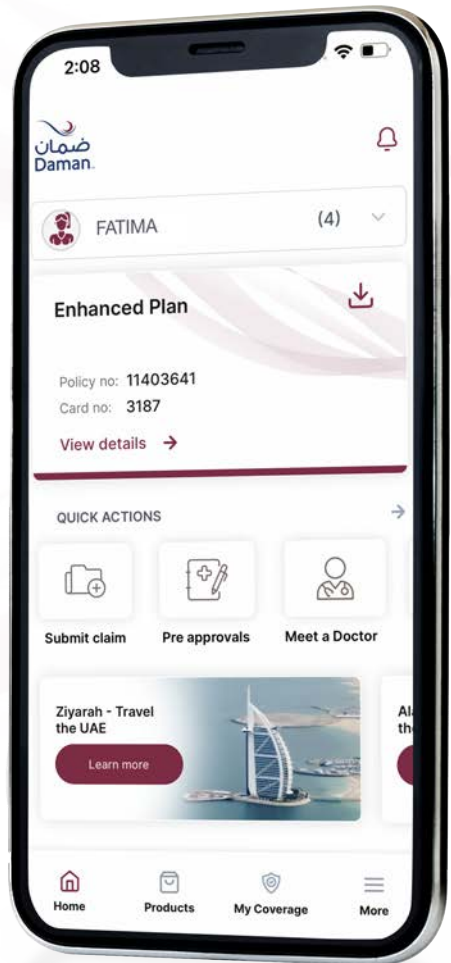 2:08
ضمان
Daman
FATIMA (4)
Enhanced Plan
Policy no: 11403641
Card no: 3187
View details
QUICK ACTIONS
Submit claim Pre approvals Meet a Doctor
Ziyarah - Travel
the UAE
Learn more
Home Products My Coverage More